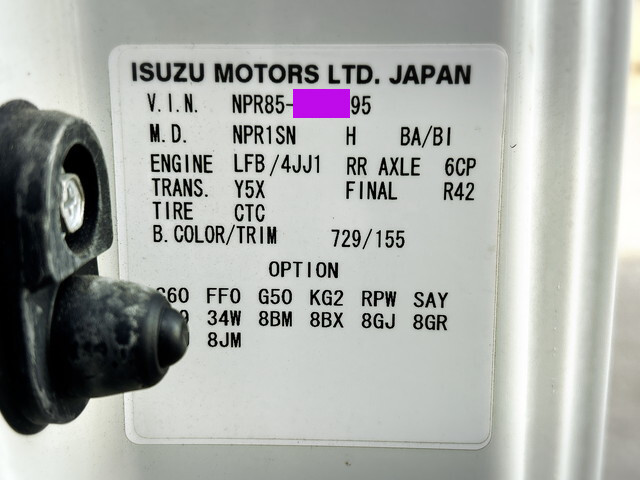 ISUZU MOTORS LTD. JAPAN
V.I.N. NPR85- 95
M.D. NPR1SN H BA/BI
ENGINE LFB/4JJ1 RR AXLE 6CP
TRANS. Y5X FINAL R42
TIRE CTC
B.COLOR/TRIM 729/155
OPTION
FF0 G50 KG2 RPW SAY
34W 8BM 8BX 8GJ 8GR
8JM